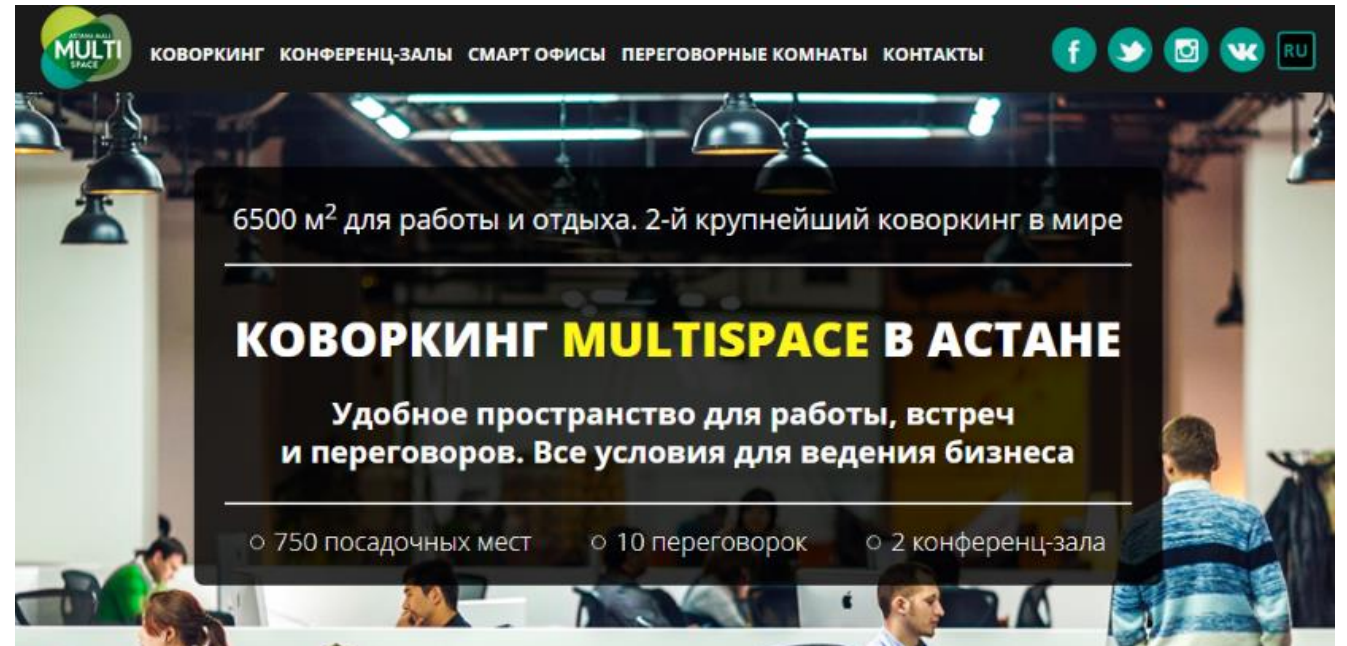 ASTANA MALL
MULTI
SPACE
КОВОРКИНГ КОНФЕРЕНЦ-ЗАЛЫ СМАРТ ОФИСЫ ПЕРЕГОВОРНЫЕ КОМНАТЫ КОНТАКТЫ
RU
6500 м² для работы и отдыха. 2-й крупнейший коворкинг в мире
КОВОРКИНГ MULTISPACE В АСТАНЕ
Удобное пространство для работы, встреч
и переговоров. Все условия для ведения бизнеса
○ 750 посадочных мест ○ 10 переговорок ○ 2 конференц-зала